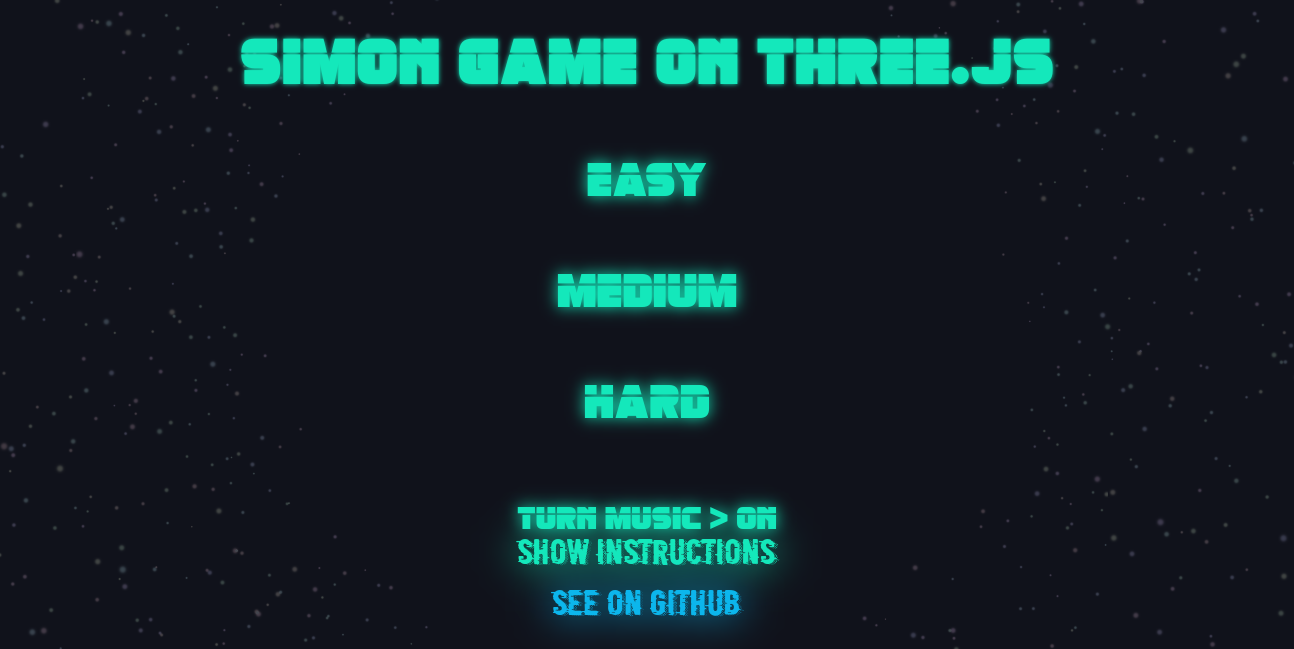 SIMON GAME ON THREE.JS
EASY
MEDIUM
HARD
TURN MUSIC > ON
SHOW INSTRUCTIONS
SEE ON GITHUB